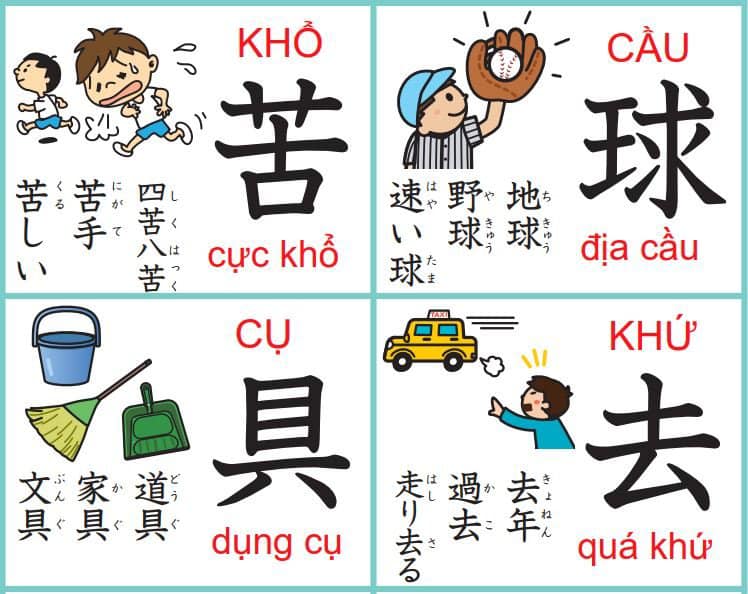 KHỔ
苦
cực khổ
四苦八苦
しくはっく
苦手
にがて
苦しい
くる
CẦU
球
địa cầu
地球
ちきゅう
野球
やきゅう
速い球
はやたま
CỤ
具
dụng cụ
道具
どうぐ
家具
かぐ
文具
ぶんぐ
TAXI
KHỨ
去
quá khứ
去年
きょねん
過去
かこ
走り去る
はしさ